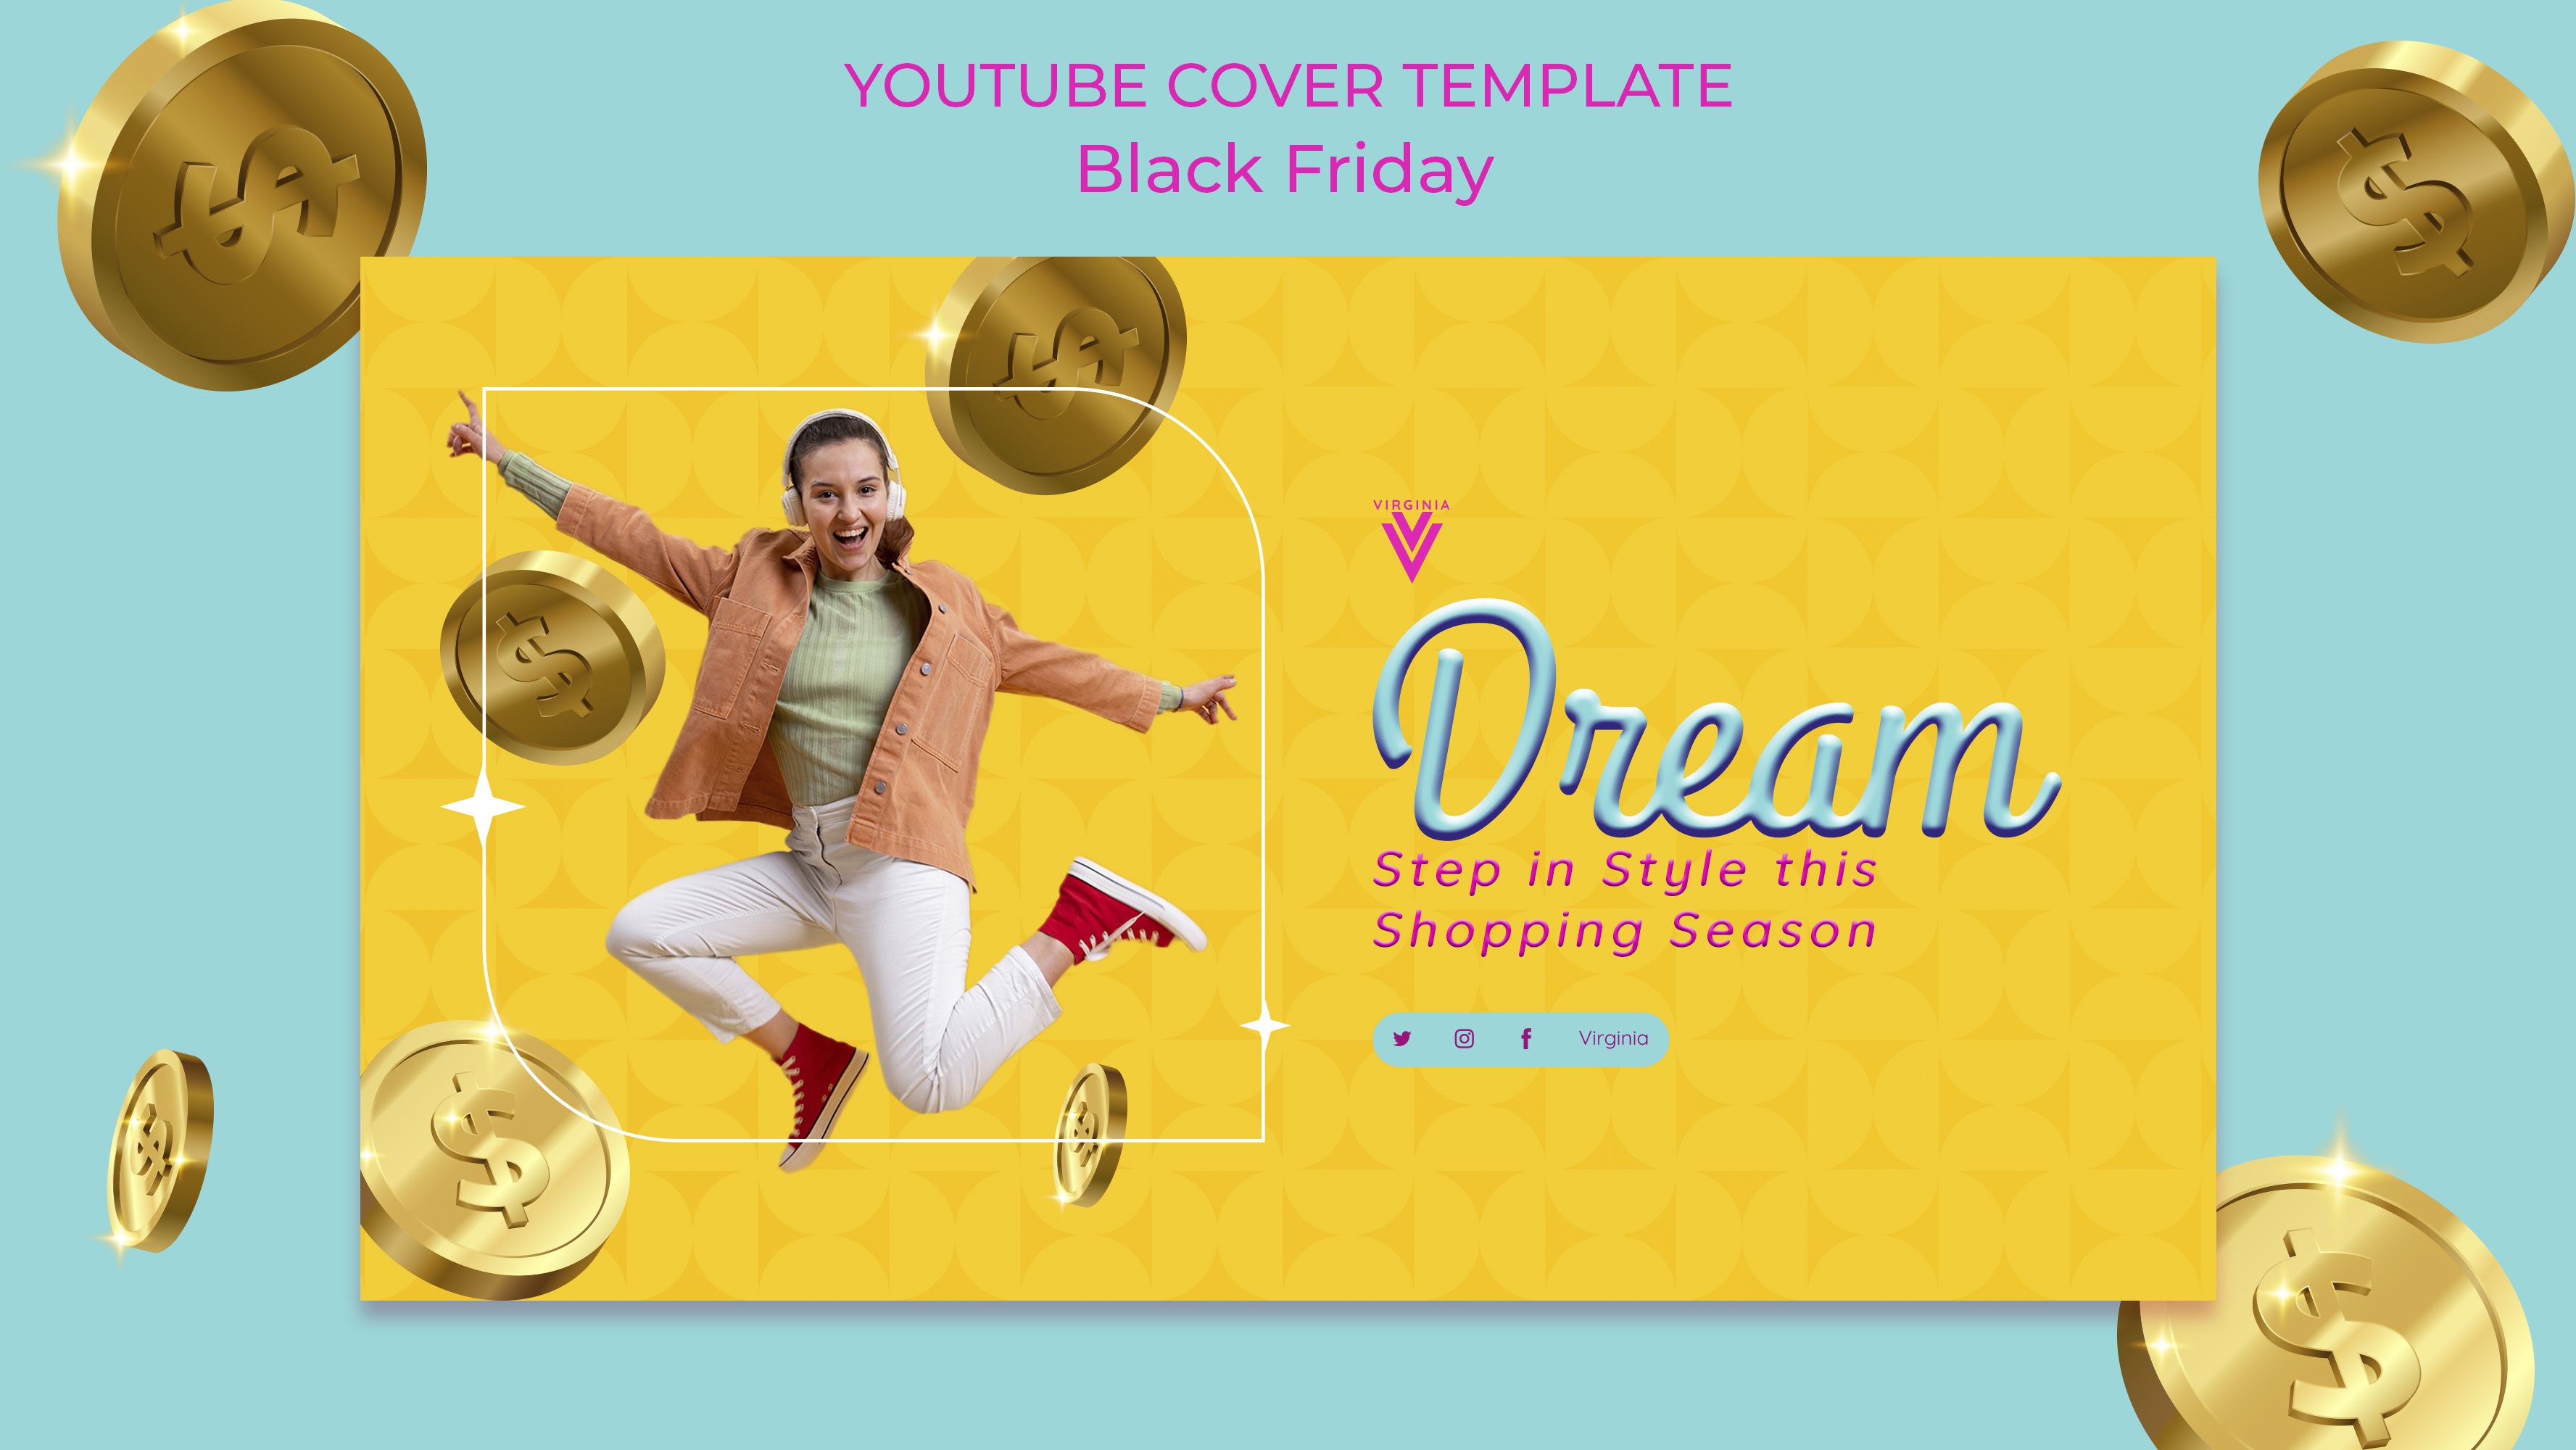 YOUTUBE COVER TEMPLATE
Black Friday
VIRGINIA
Dream
Step in Style this
Shopping Season
Virginia